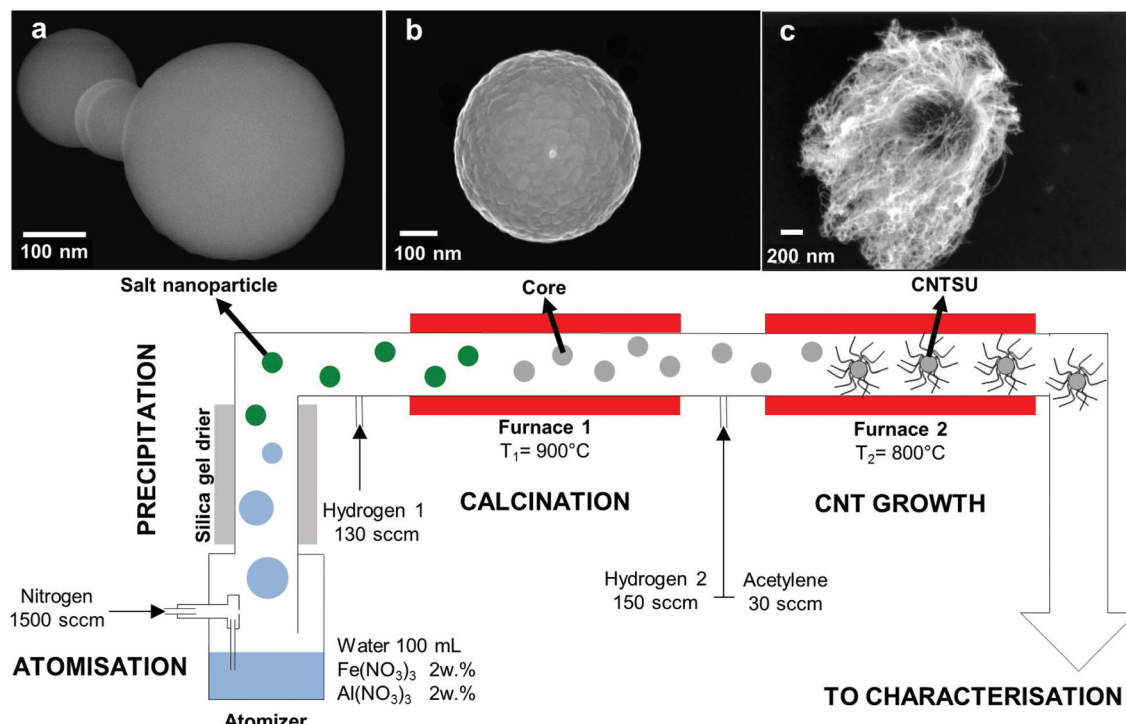 a
b
c
100 nm
100 nm
200 nm
Salt nanoparticle
Core
CNTSU
PRECIPITATION
Silica gel drier
Furnace 1
T₁= 900°C
Furnace 2
T₂= 800°C
CALCINATION
CNT GROWTH
Hydrogen 1
130 sccm
Hydrogen 2
150 sccm
Acetylene
30 sccm
Nitrogen
1500 sccm
ATOMISATION
Water 100 mL
Fe(NO₃)₃ 2w.%
Al(NO₃)₃ 2w.%
Atomizer
TO CHARACTERISATION